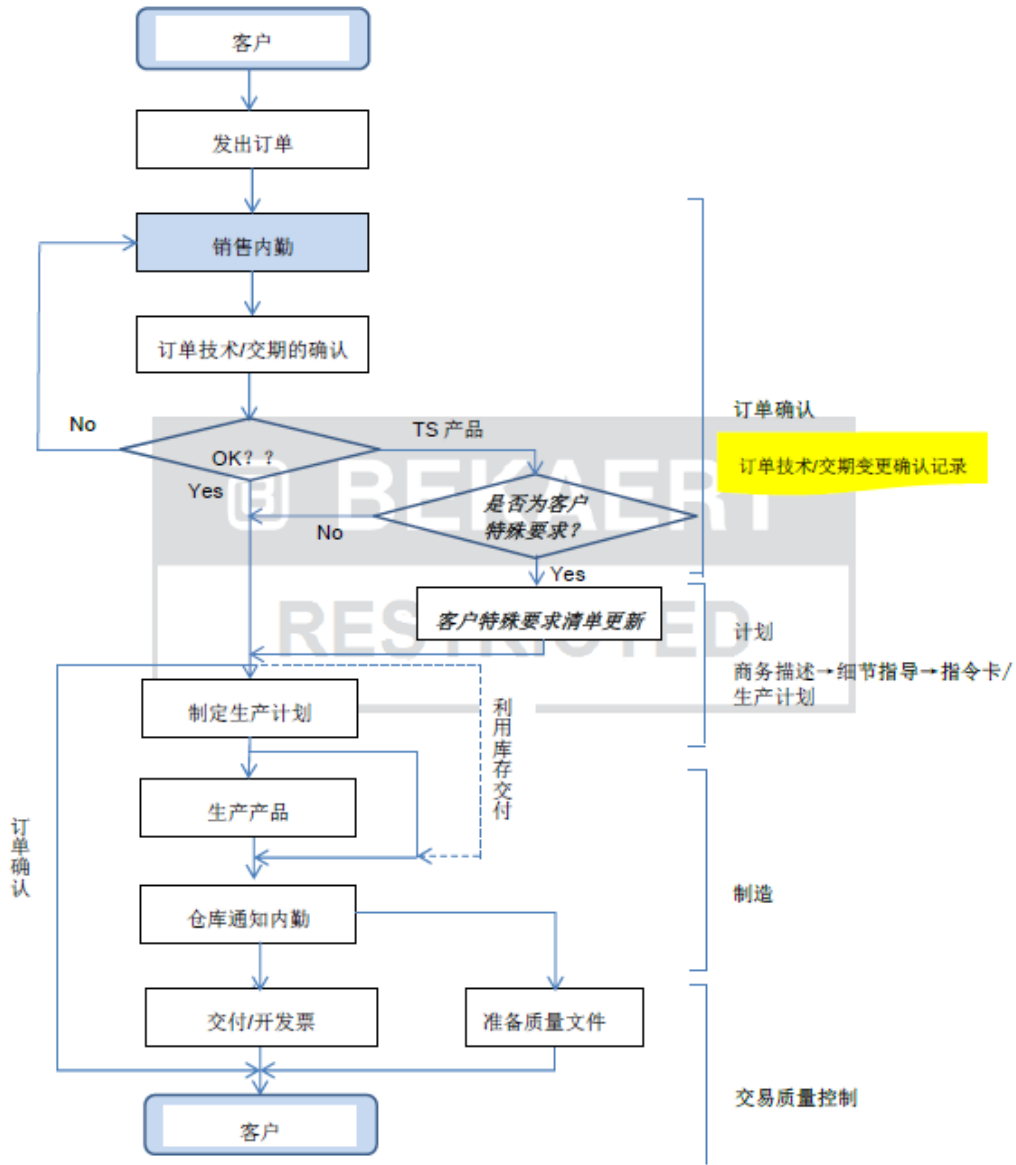 客户
发出订单
销售内勤
订单技术/交期的确认
No
OK？？
TS 产品
Yes
是否为客户
特殊要求？
No
Yes
客户特殊要求清单更新
订单确认
订单技术/交期变更确认记录
BEKAERT
RESTRICTED
计划
商务描述→细节指导→指令卡/
生产计划
制定生产计划
利用库存交付
生产产品
订单确认
仓库通知内勤
制造
交付/开发票
准备质量文件
交易质量控制
客户